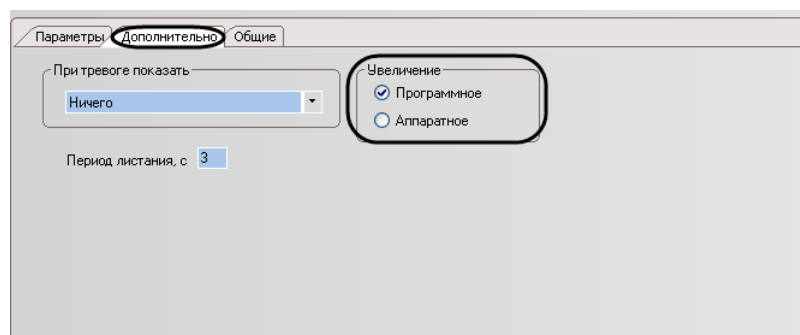 Параметры Дополнительно Общие
При тревоге показать
Ничего
Увеличение
Программное
Аппаратное
Период листания, с 3